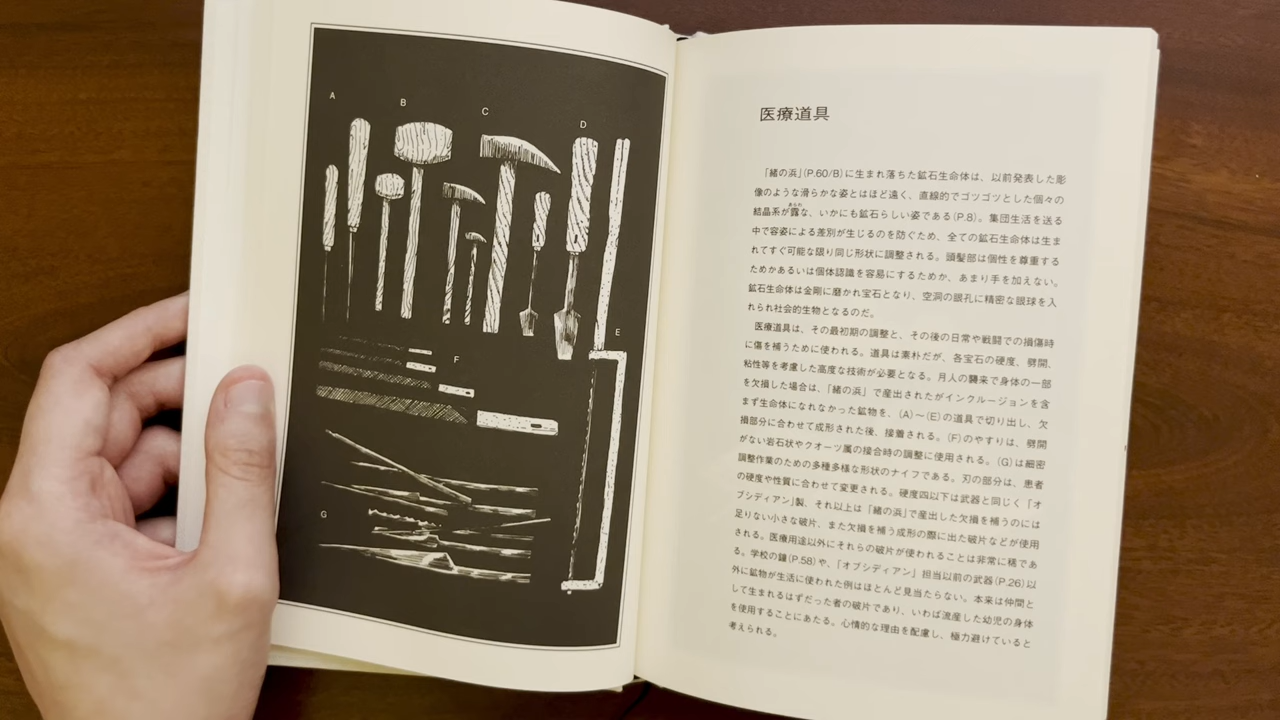 A
B
C
D
E
F
G
医療道具
「緒の浜」(P.60/B)に生まれ落ちた鉱石生命体は、以前発表した彫
像のような滑らかな姿とはほど遠く、直線的でゴツゴツとした個々の
結晶系が露な、いかにも鉱石らしい姿である(P.8)。集団生活を送る
中で容姿による差別が生じるのを防ぐため、全ての鉱石生命体は生ま
れてすぐ可能な限り同じ形状に調整される。頭髪部は個性を尊重する
ためかあるいは個体認識を容易にするためか、あまり手を加えない。
鉱石生命体は金剛に磨かれ宝石となり、空洞の眼孔に精密な眼球を入
れられ社会的生物となるのだ。
医療道具は、その最初期の調整と、その後の日常や戦闘での損傷時
に傷を補うために使われる。道具は素朴だが、各宝石の硬度、劈開、
粘性等を考慮した高度な技術が必要となる。月人の襲来で身体の一部
を欠損した場合は、「緒の浜」で産出されたがインクルージョンを含
まず生命体になれなかった鉱物を、(A)〜(E)の道具で切り出し、欠
損部分に合わせて成形された後、接着される。(F)のやすりは、劈開
がない岩石状やクオーツ属の接合時の調整に使用される。(G)は細密
調整作業のための多種多様な形状のナイフである。刃の部分は、患者
の硬度や性質に合わせて変更される。硬度四以下は武器と同じく「オ
ブシディアン」製、それ以上は「緒の浜」で産出した欠損を補うのには
足りない小さな破片、また欠損を補う成形の際に出た破片などが使用
される。医療用途以外にそれらの破片が使われることは非常に稀であ
る。学校の鐘(P.58)や、「オブシディアン」担当以前の武器(P.26)以
外に鉱物が生活に使われた例はほとんど見当たらない。本来は仲間と
して生まれるはずだった者の破片であり、いわば流産した幼児の身体
を使用することにあたる。心情的な理由を配慮し、極力避けていると
考えられる。